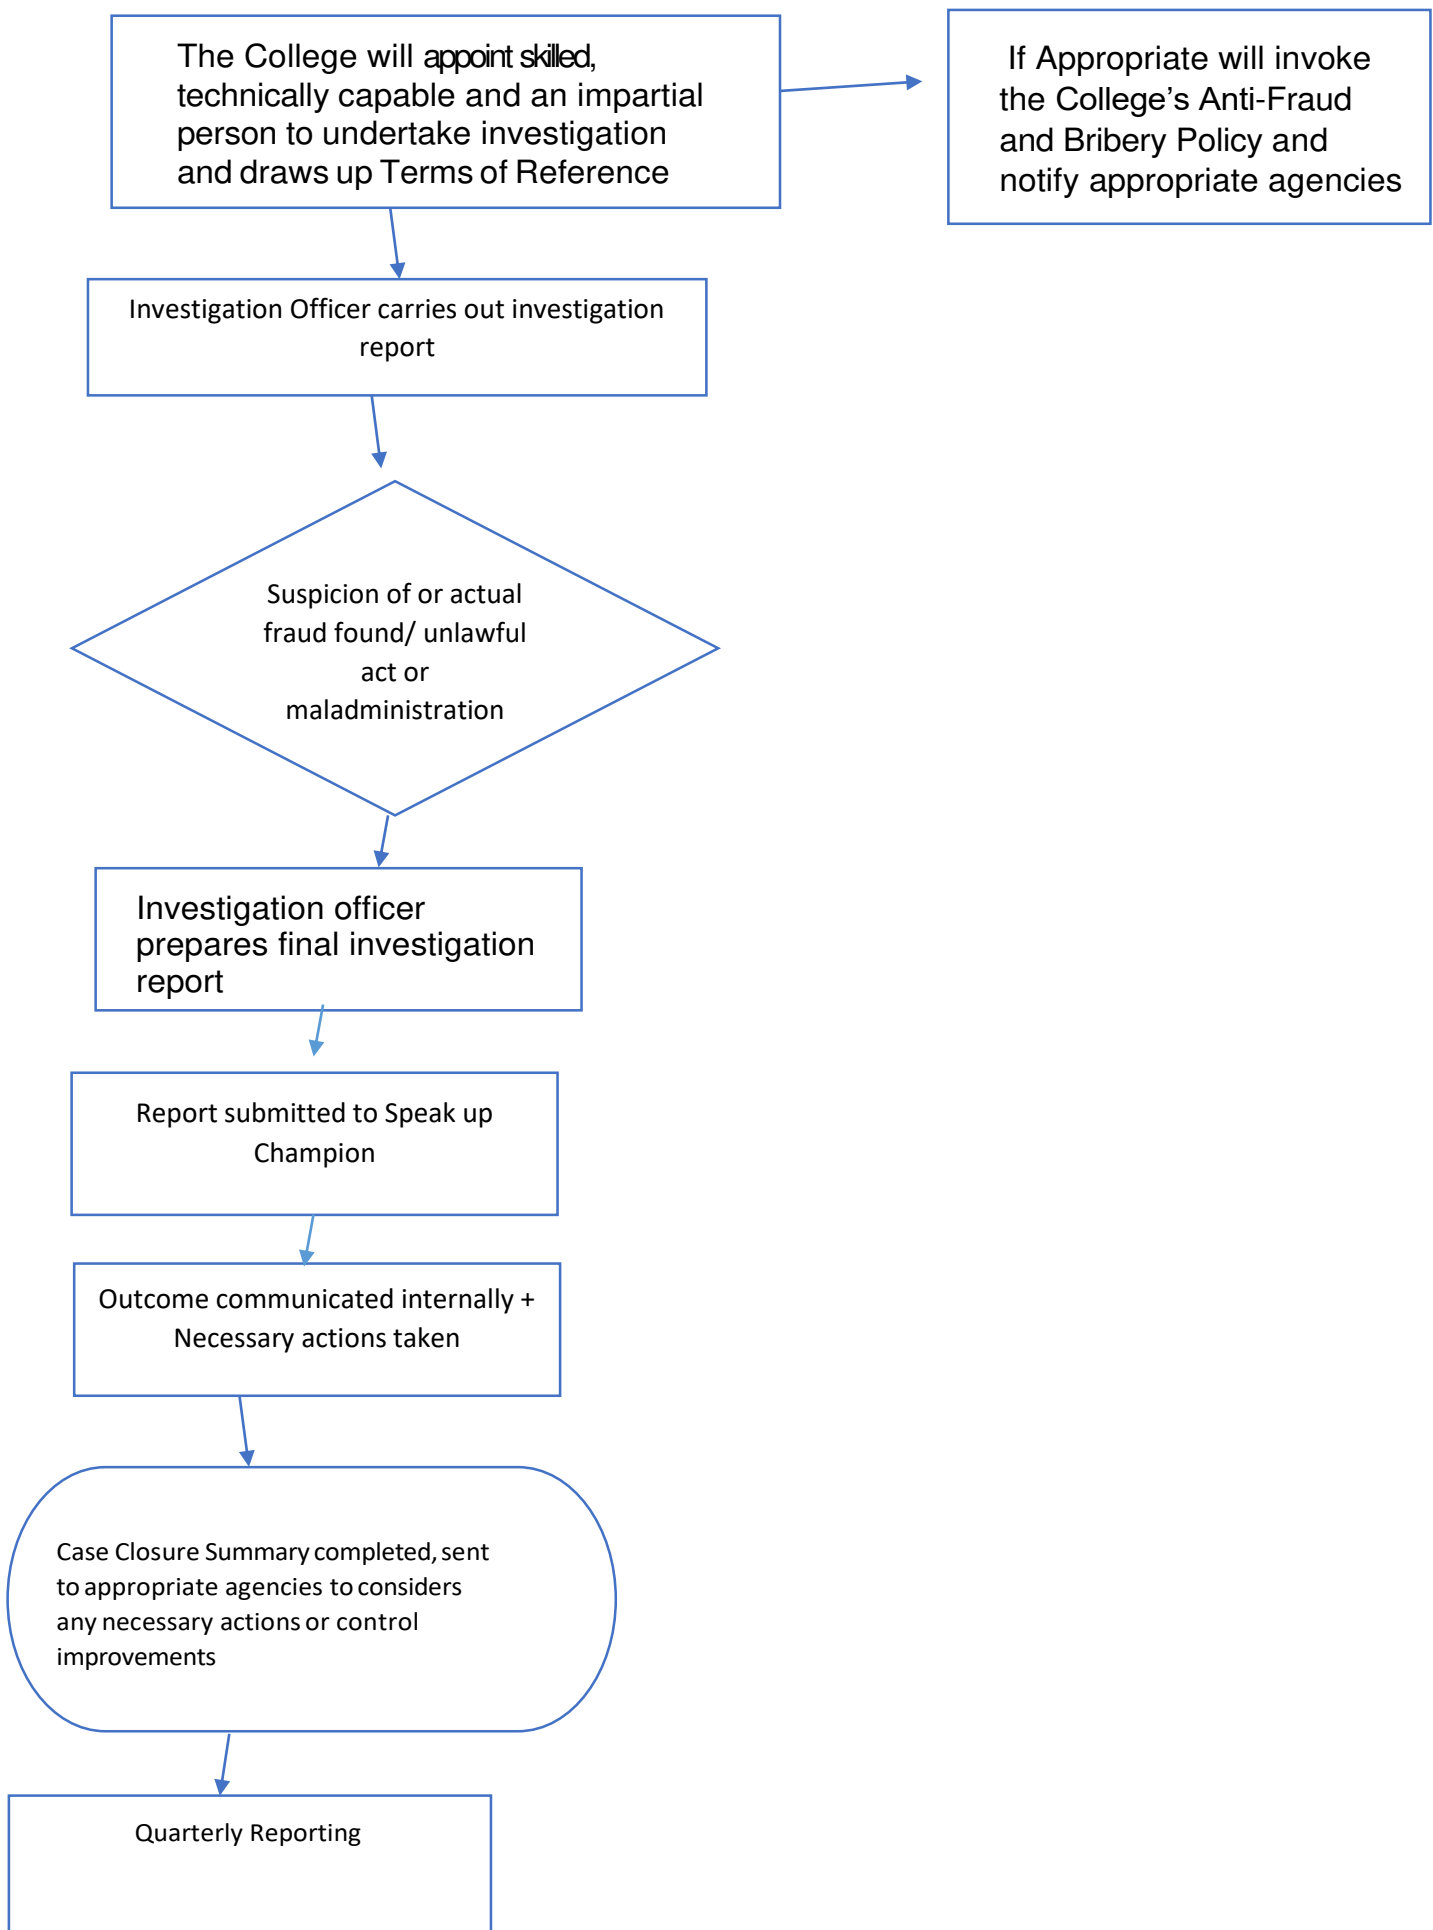 The College will appoint skilled,
technically capable and an impartial
person to undertake investigation
and draws up Terms of Reference
If Appropriate will invoke
the College’s Anti-Fraud
and Bribery Policy and
notify appropriate agencies
Investigation Officer carries out investigation
report
Suspicion of or actual
fraud found/ unlawful
act or
maladministration
Investigation officer
prepares final investigation
report
Report submitted to Speak up
Champion
Outcome communicated internally +
Necessary actions taken
Case Closure Summary completed, sent
to appropriate agencies to considers
any necessary actions or control
improvements
Quarterly Reporting